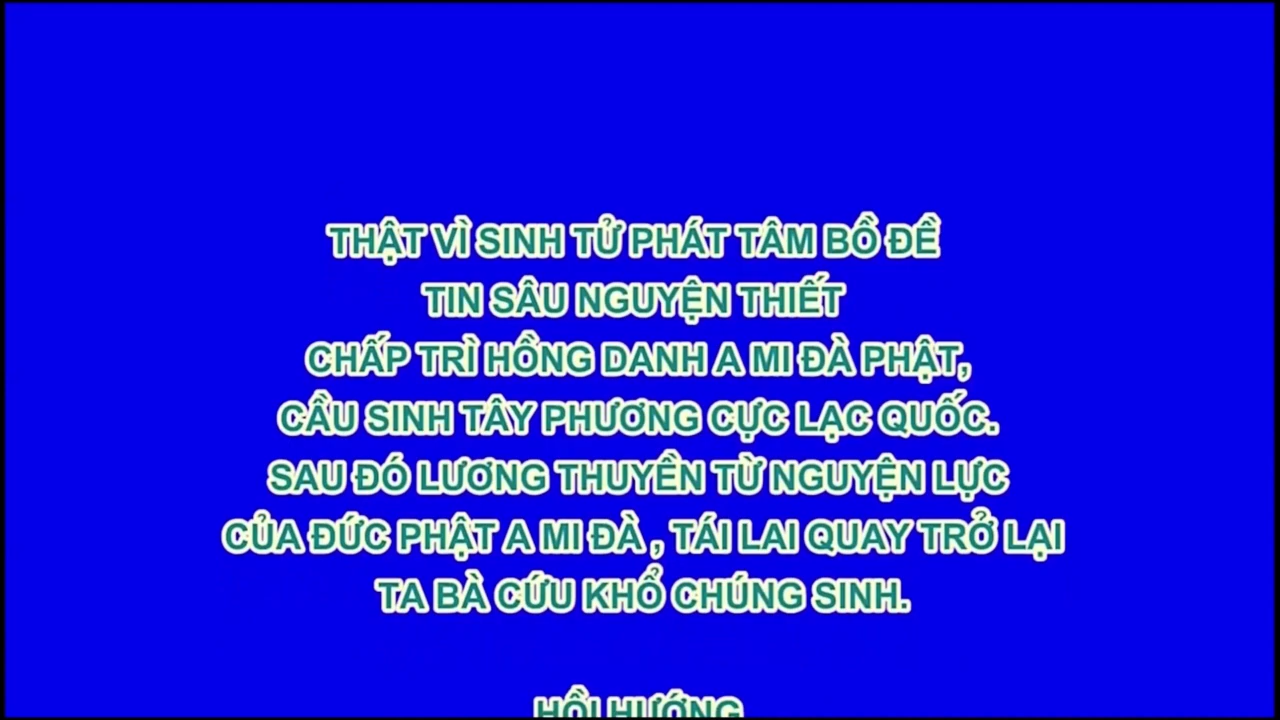 THẬT VÌ SINH TỬ PHÁT TÂM BỒ ĐỀ
TIN SÂU NGUYỆN THIẾT
CHẤP TRÌ HỒNG DANH A MI ĐÀ PHẬT,
CẦU SINH TÂY PHƯƠNG CỰC LẠC QUỐC.
SAU ĐÓ LƯƠNG THUYỀN TỪ NGUYỆN LỰC
CỦA ĐỨC PHẬT A MI ĐÀ , TÁI LAI QUAY TRỞ LẠI
TA BÀ CỨU KHỔ CHÚNG SINH.
HỒI HƯỚNG